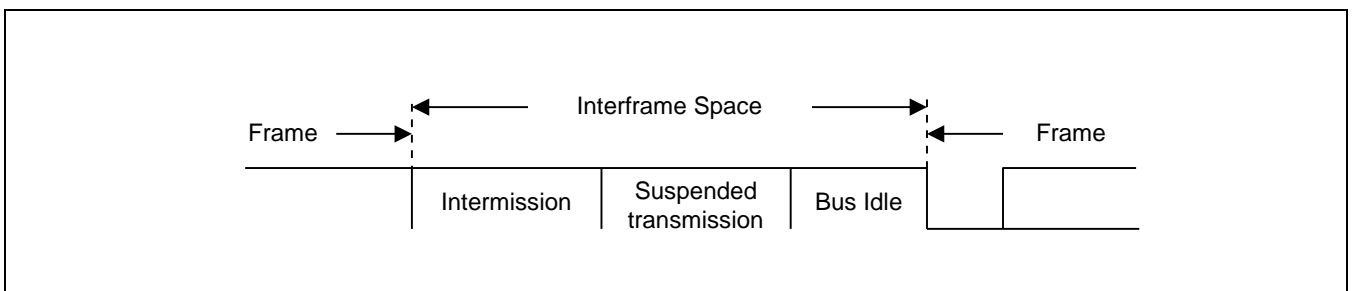 Interframe Space
Frame
Frame
Intermission
Suspended
transmission
Bus Idle